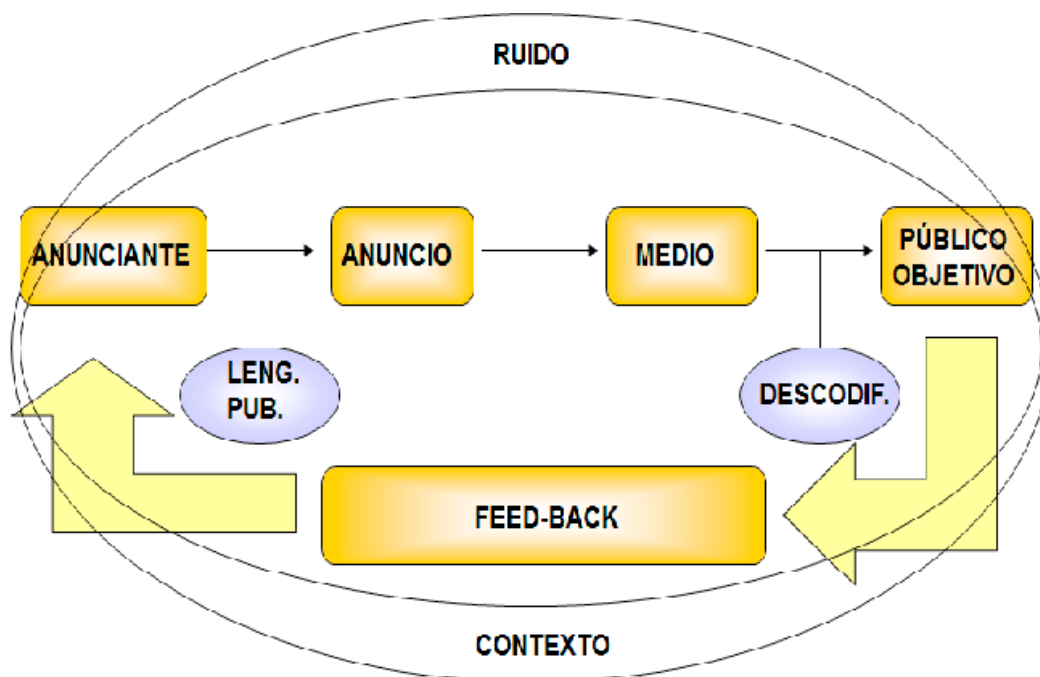 RUIDO
ANUNCIANTE
ANUNCIO
MEDIO
PÚBLICO
OBJETIVO
LENG.
PUB.
DESCODIF.
FEED-BACK
CONTEXTO